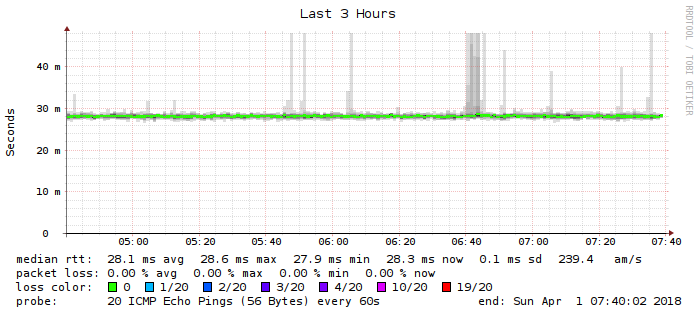 Last 3 Hours
RRDTOOL / TOBI OETIKER
Seconds
40 m
30 m
20 m
10 m
0
05:00 05:20 05:40 06:00 06:20 06:40 07:00 07:20 07:40
median rtt: 28.1 ms avg 28.6 ms max 27.9 ms min 28.3 ms now 0.1 ms sd 239.4 am/s
packet loss: 0.00 % avg 0.00 % max 0.00 % min 0.00 % now
loss color: 0 1/20 2/20 3/20 4/20 10/20 19/20
probe: 20 ICMP Echo Pings (56 Bytes) every 60s end: Sun Apr 1 07:40:02 2018